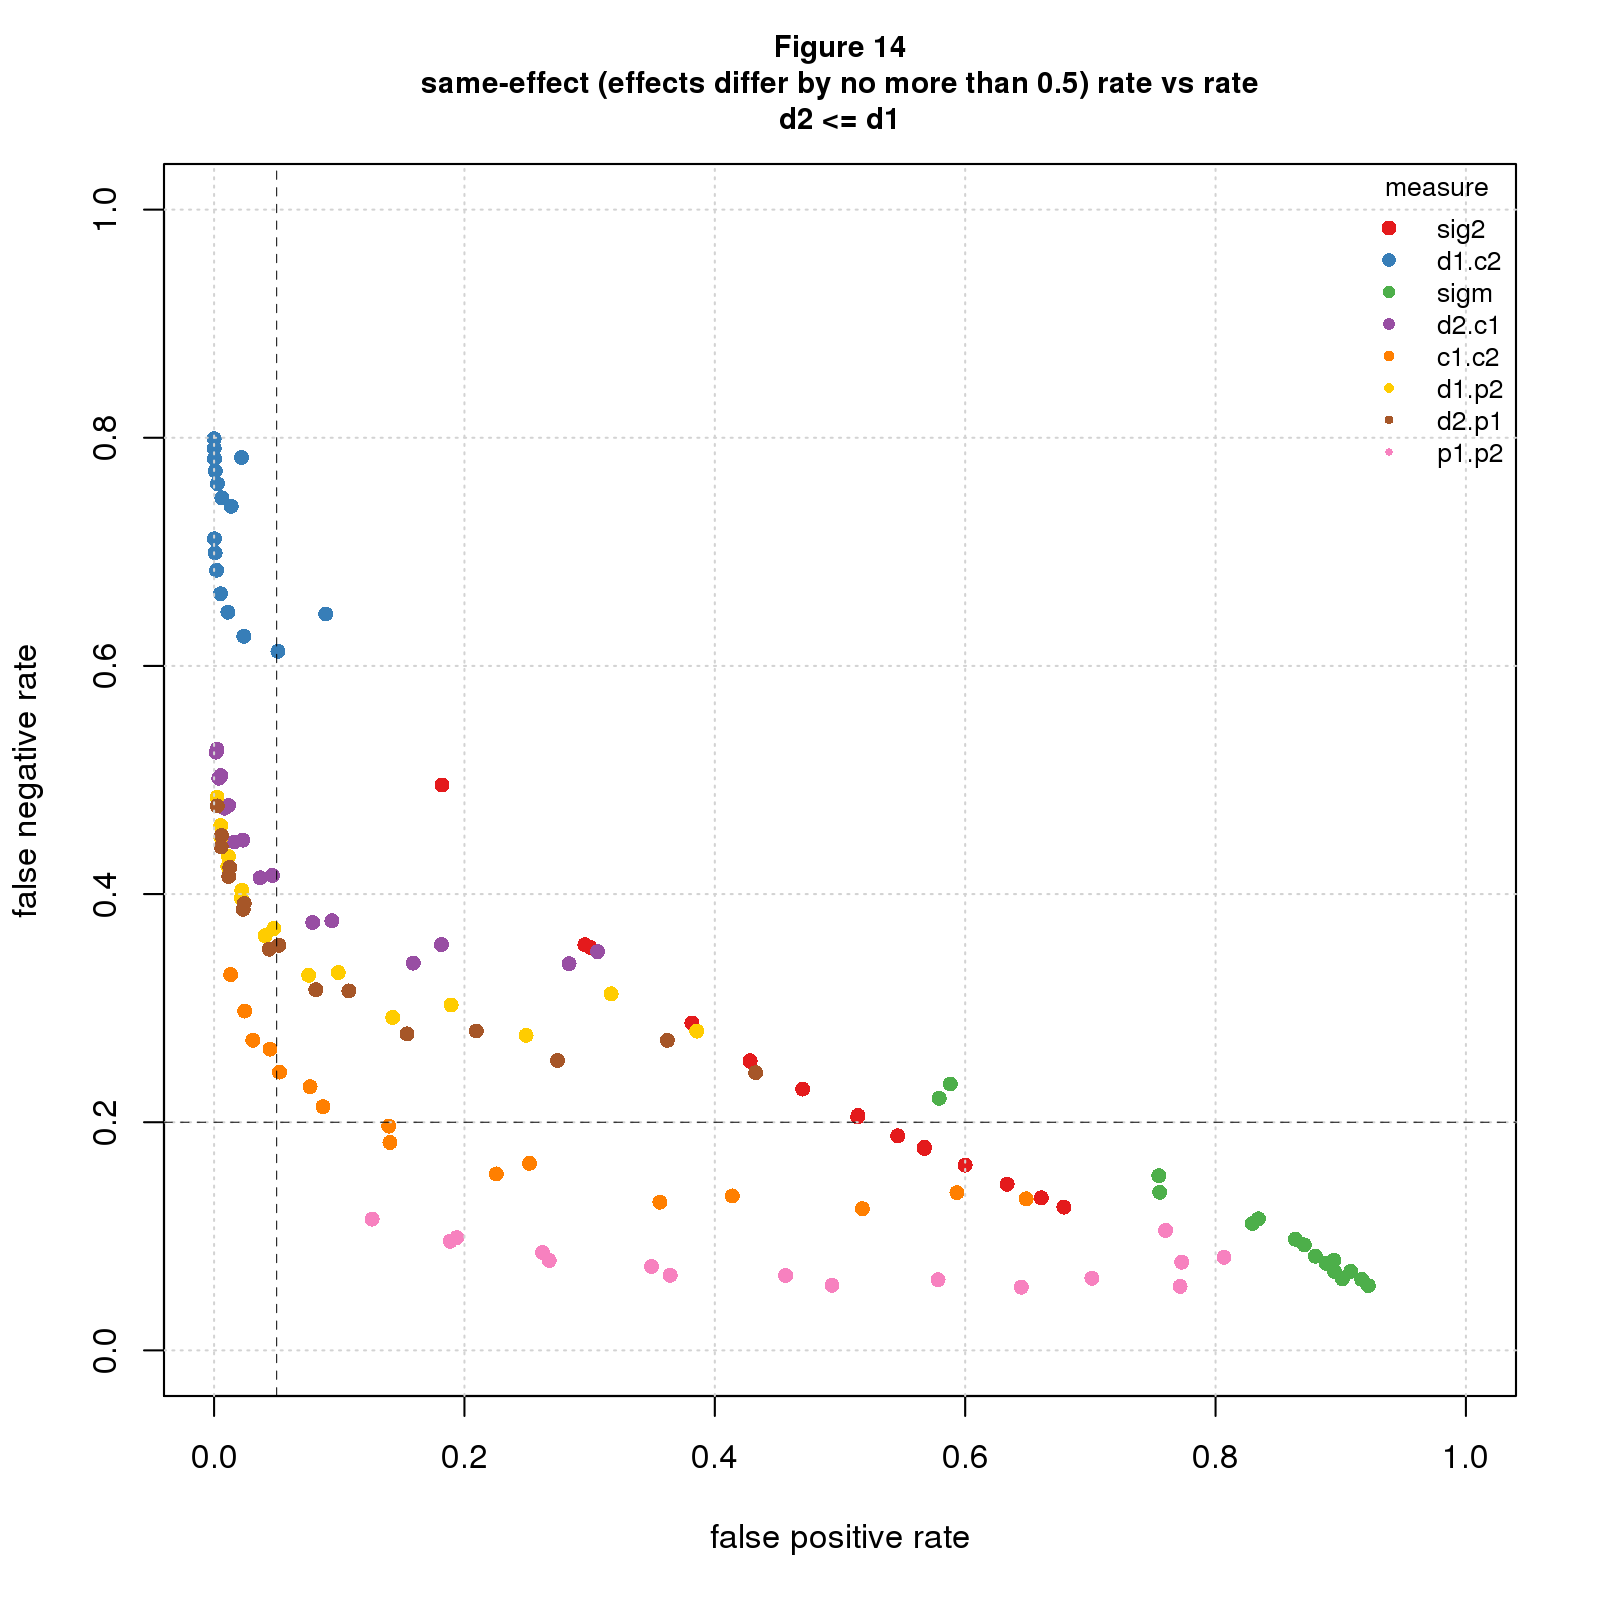 Figure 14
same-effect (effects differ by no more than 0.5) rate vs rate
d2 <= d1
measure
sig2
d1.c2
sigm
d2.c1
c1.c2
d1.p2
d2.p1
p1.p2
false negative rate
1.0
0.8
0.6
0.4
0.2
0.0
0.0 0.2 0.4 0.6 0.8 1.0
false positive rate